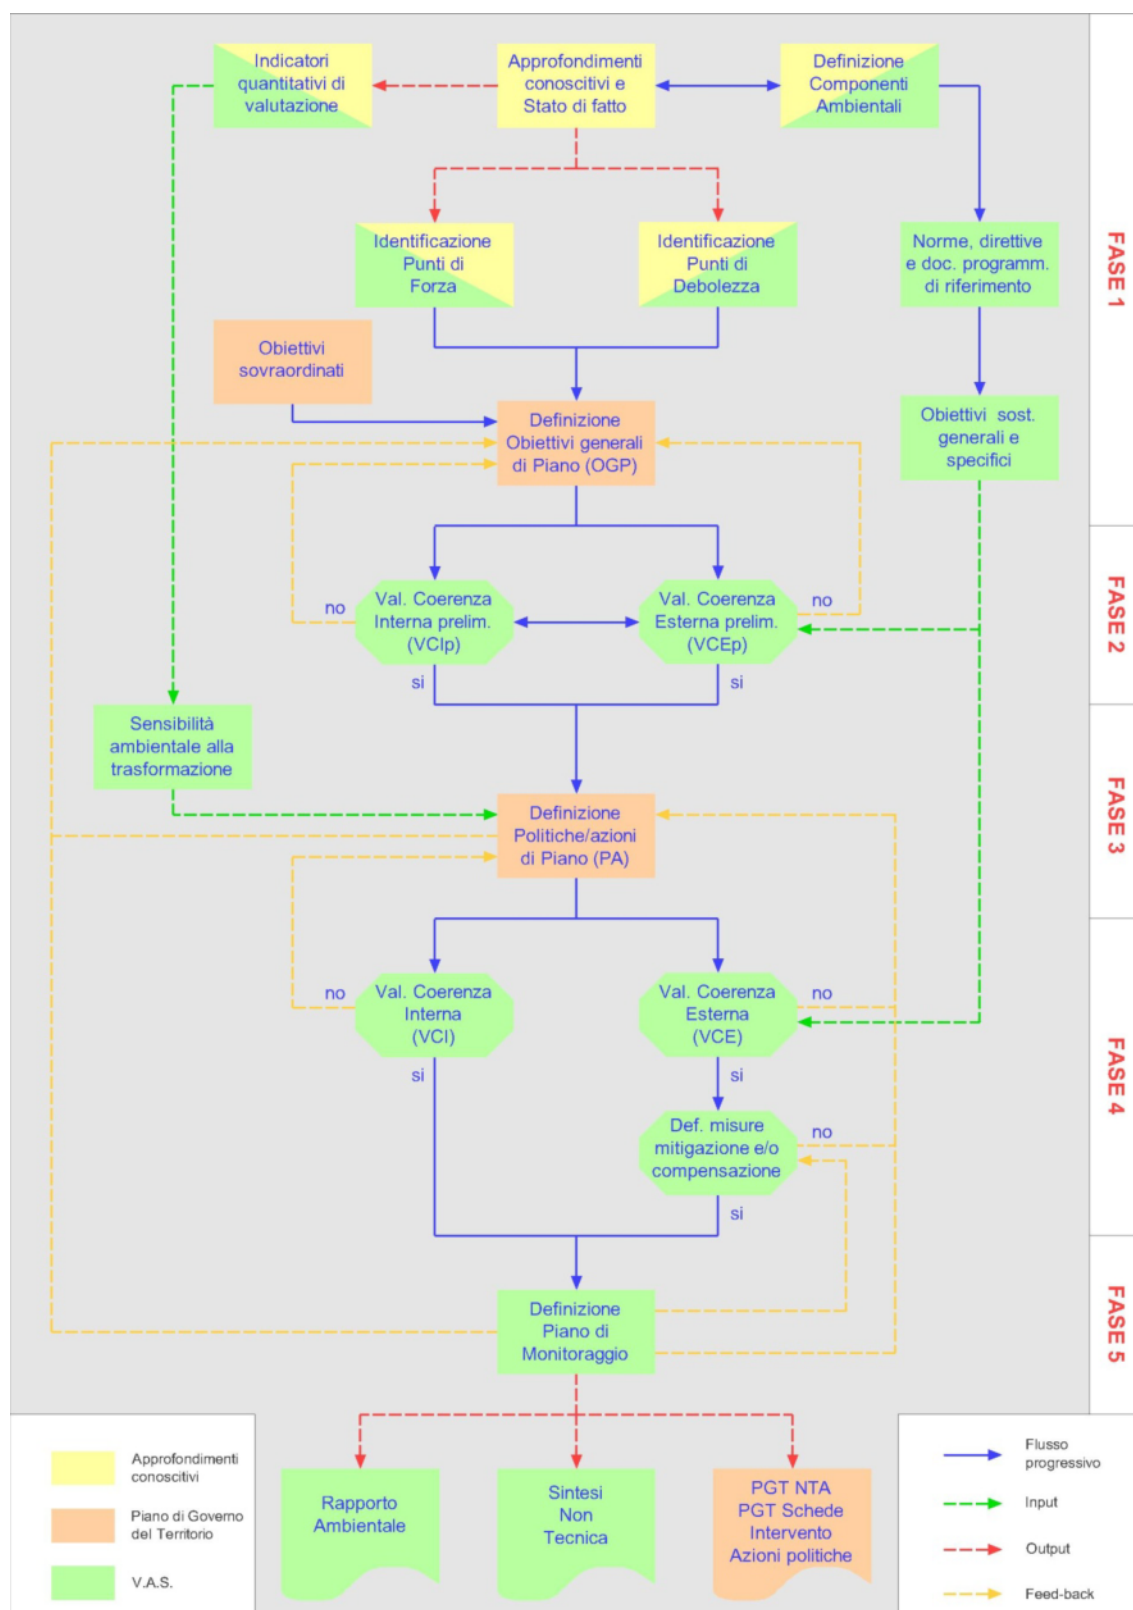 Indicatori
quantitativi di
valutazione
Approfondimenti
conoscitivi e
Stato di fatto
Definizione
Componenti
Ambientali
Identificazione
Punti di
Forza
Identificazione
Punti di
Debolezza
Norme, direttive
e doc. programm.
di riferimento
FASE 1
Obiettivi
sovraordinati
Definizione
Obiettivi generali
di Piano (OGP)
Obiettivi sost.
generali e
specifici
no
Val. Coerenza
Interna prelim.
(VCIp)
si
Val. Coerenza
Esterna prelim.
(VCEp)
no
si
FASE 2
Sensibilità
ambientale alla
trasformazione
Definizione
Politiche/azioni
di Piano (PA)
FASE 3
no
Val. Coerenza
Interna
(VCI)
si
Val. Coerenza
Esterna
(VCE)
no
si
Def. misure
mitigazione e/o
compensazione
no
si
FASE 4
Definizione
Piano di
Monitoraggio
FASE 5
Approfondimenti
conoscitivi
Piano di Governo
del Territorio
V.A.S.
Rapporto
Ambientale
Sintesi
Non
Tecnica
PGT NTA
PGT Schede
Intervento
Azioni politiche
Flusso
progressivo
Input
Output
Feed-back